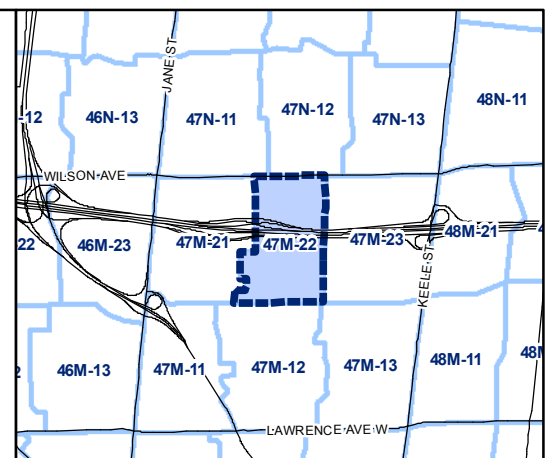 JANE ST
48N-11
-12
46N-13
47N-11
47N-12
47N-13
WILSON AVE
22
46M-23
47M-21
47M-22
47M-23
48M-21
4
KEELE ST
2
46M-13
47M-11
47M-12
47M-13
48M-11
48M
LAWRENCE AVE W